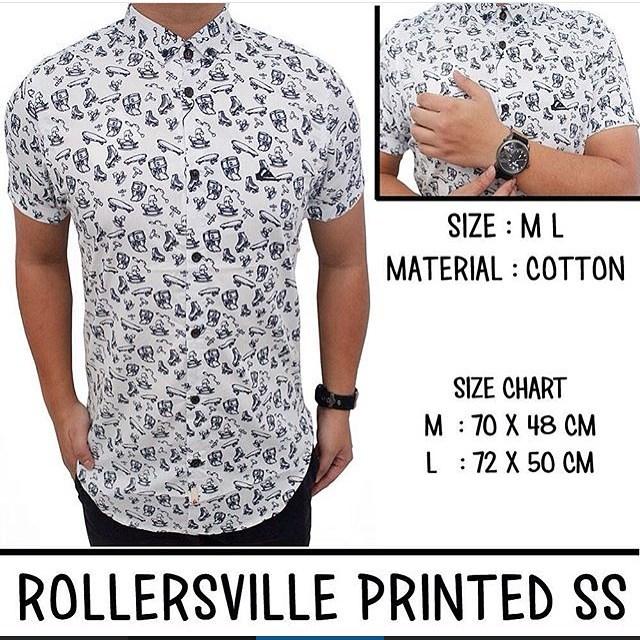 SIZE : M L
MATERIAL : COTTON
SIZE CHART
M : 70 X 48 CM
L : 72 X 50 CM
ROLLERSVILLE PRINTED SS